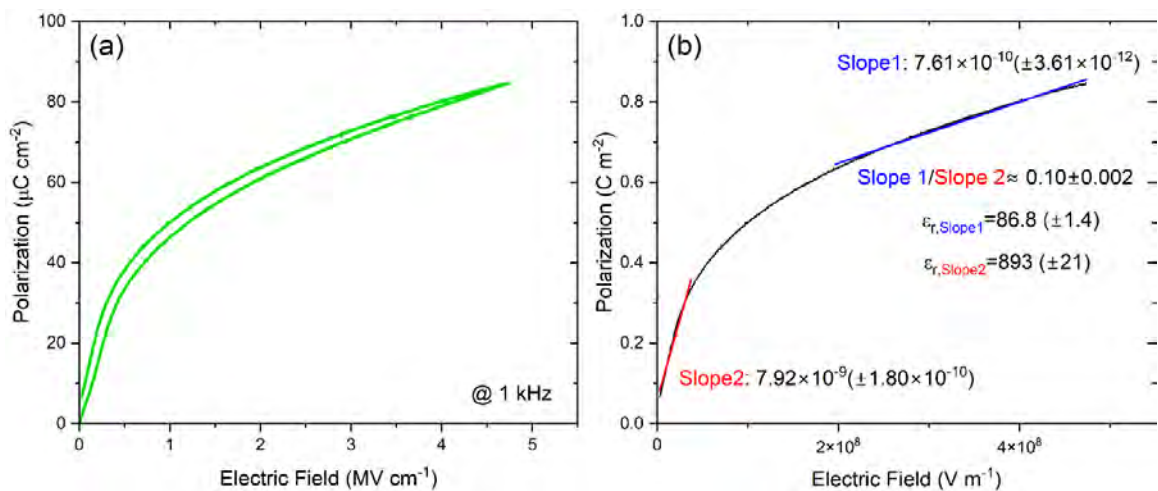 (a)
100
80
60
40
20
0
Polarization (μC cm⁻²)
0 1 2 3 4 5
Electric Field (MV cm⁻¹)
@ 1 kHz
(b)
1.0
0.8
0.6
0.4
0.2
0.0
Polarization (C m⁻²)
0 2×10⁸ 4×10⁸
Electric Field (V m⁻¹)
Slope1: 7.61×10⁻¹⁰(±3.61×10⁻¹²)
Slope 1/Slope 2≈ 0.10±0.002
εr,Slope1=86.8 (±1.4)
εr,Slope2=893 (±21)
Slope2: 7.92×10⁻⁹(±1.80×10⁻¹⁰)